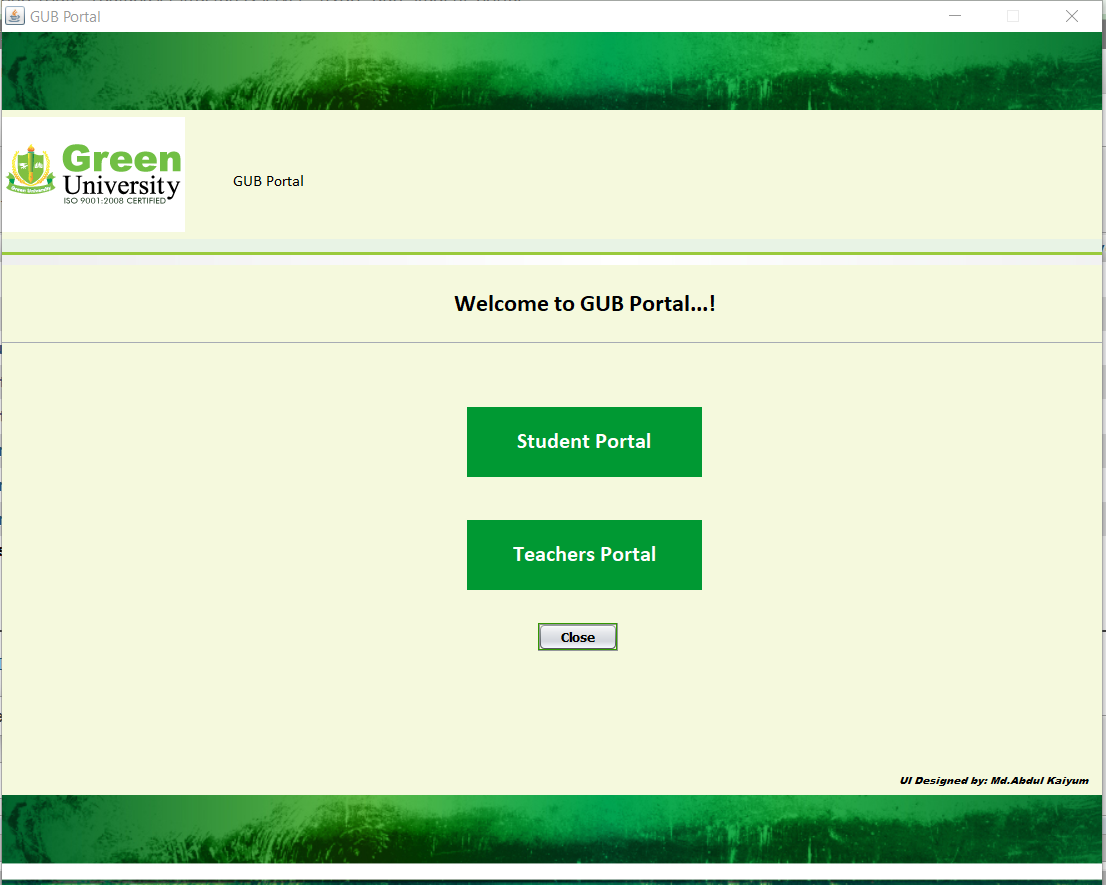 GUB Portal
Green
University
ISO 9001:2008 CERTIFIED
GUB Portal
Welcome to GUB Portal...!
Student Portal
Teachers Portal
Close
UI Designed by: Md.Abdul Kaiyum